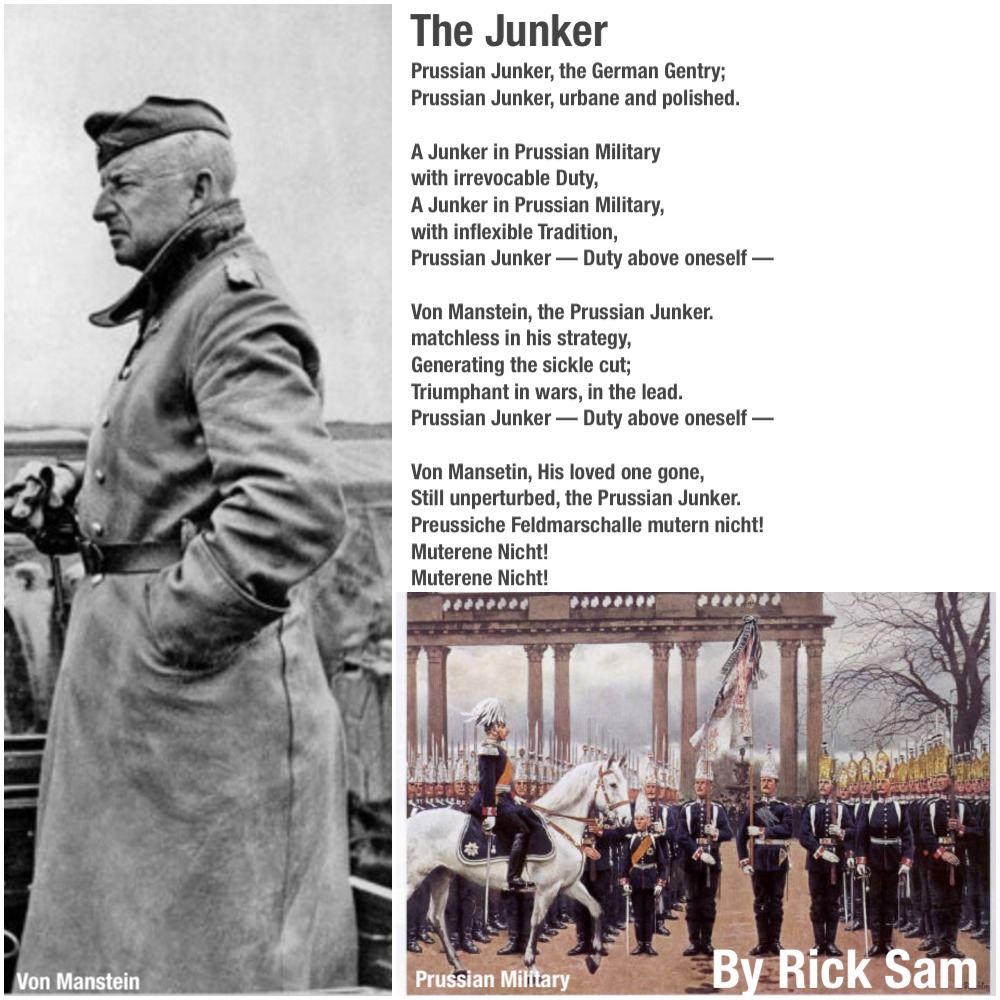 The Junker
Prussian Junker, the German Gentry;
Prussian Junker, urbane and polished.
A Junker in Prussian Military
with irrevocable Duty,
A Junker in Prussian Military,
with inflexible Tradition,
Prussian Junker — Duty above oneself —
Von Manstein, the Prussian Junker.
matchless in his strategy,
Generating the sickle cut;
Triumphant in wars, in the lead.
Prussian Junker — Duty above oneself —
Von Mansetin, His loved one gone,
Still unperturbed, the Prussian Junker.
Preussiche Feldmarschalle mutern nicht!
Muterene Nicht!
Muterene Nicht!
Von Manstein
Prussian Military
By Rick Sam